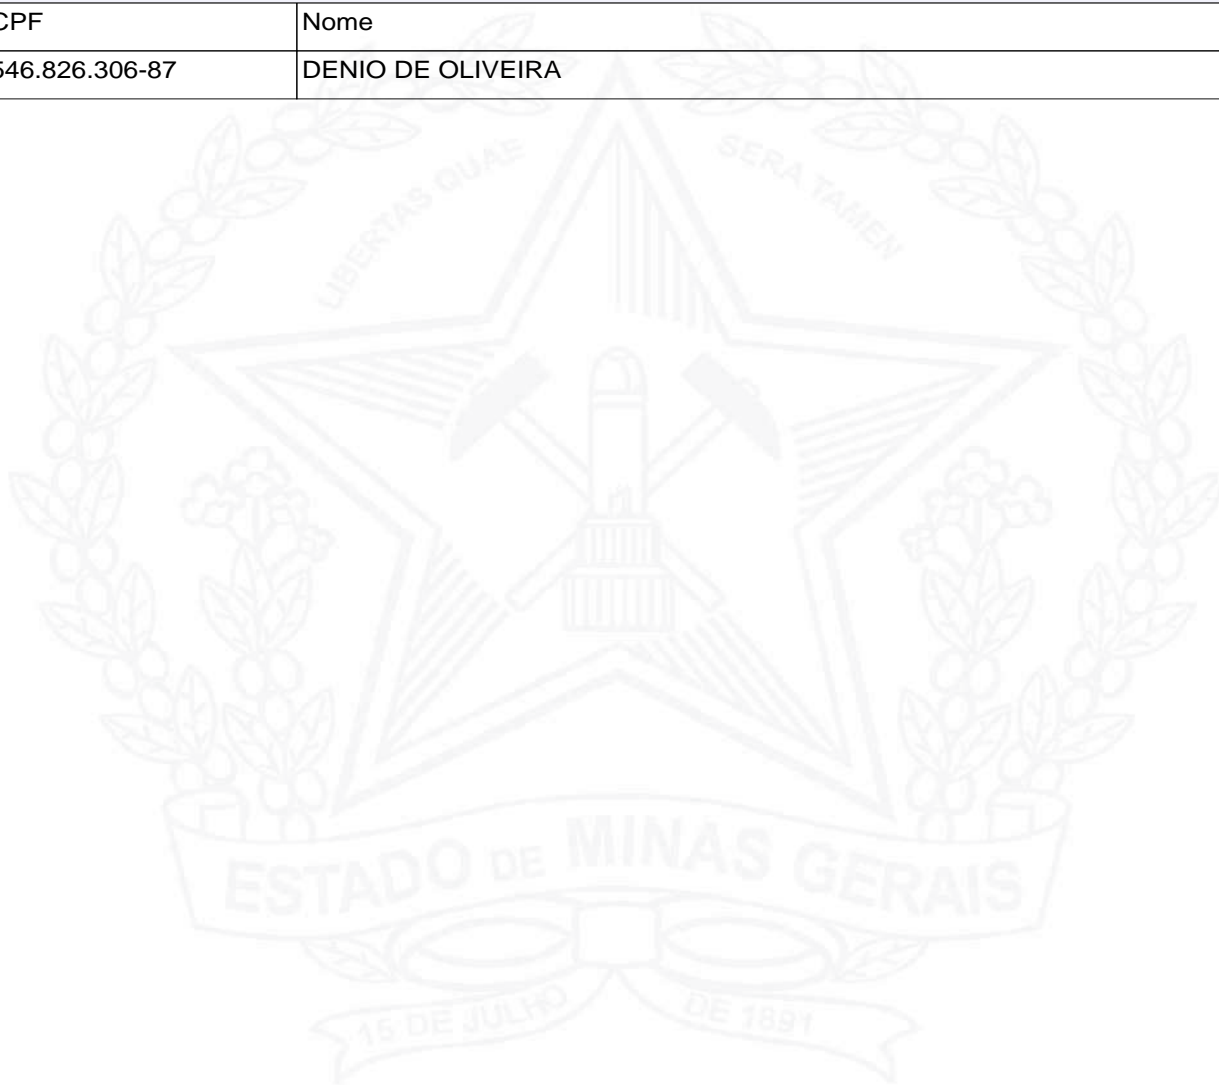 CPF Nome
546.826.306-87 DENIO DE OLIVEIRA
LIBERTAS QUAE SERA TAMEN
ESTADO DE MINAS GERAIS
15 DE JULHO DE 1891